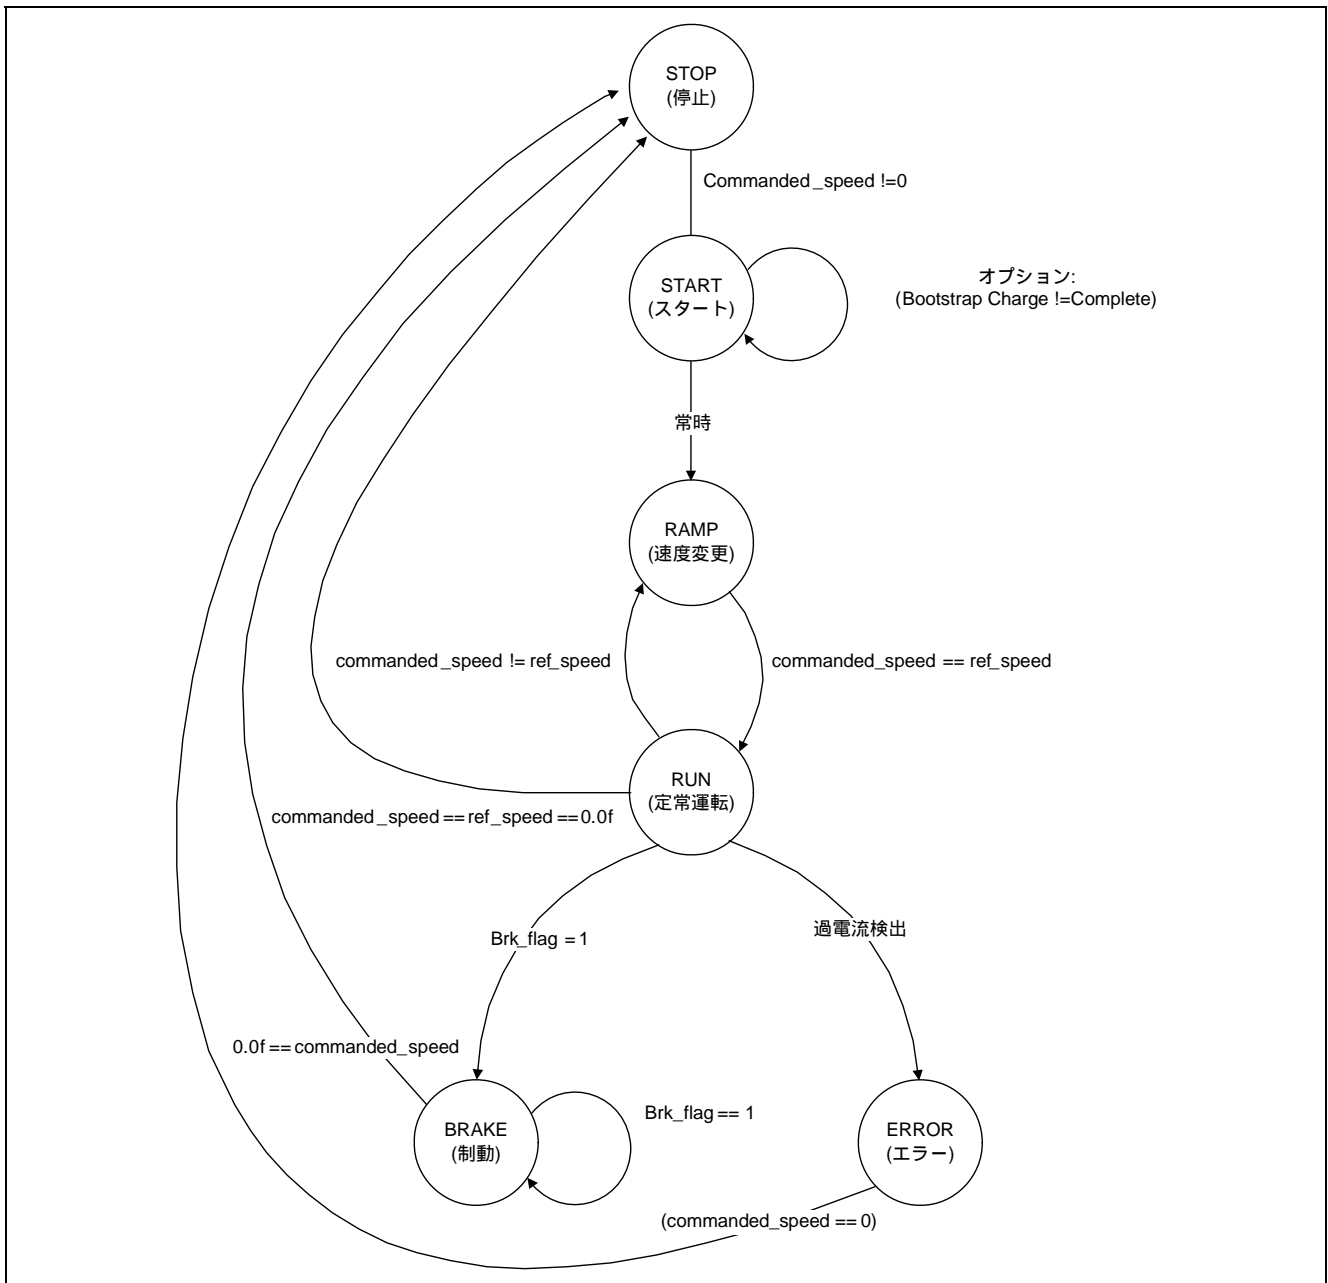 STOP
(停止)
Commanded_speed !=0
START
(スタート)
オプション:
(Bootstrap Charge !=Complete)
常時
RAMP
(速度変更)
commanded_speed != ref_speed
commanded_speed == ref_speed
RUN
(定常運転)
commanded_speed==ref_speed==0.0f
過電流検出
Brk_flag =1
0.0f==commanded_speed
Brk_flag== 1
BRAKE
(制動)
ERROR
(エラー)
(commanded_speed ==0)